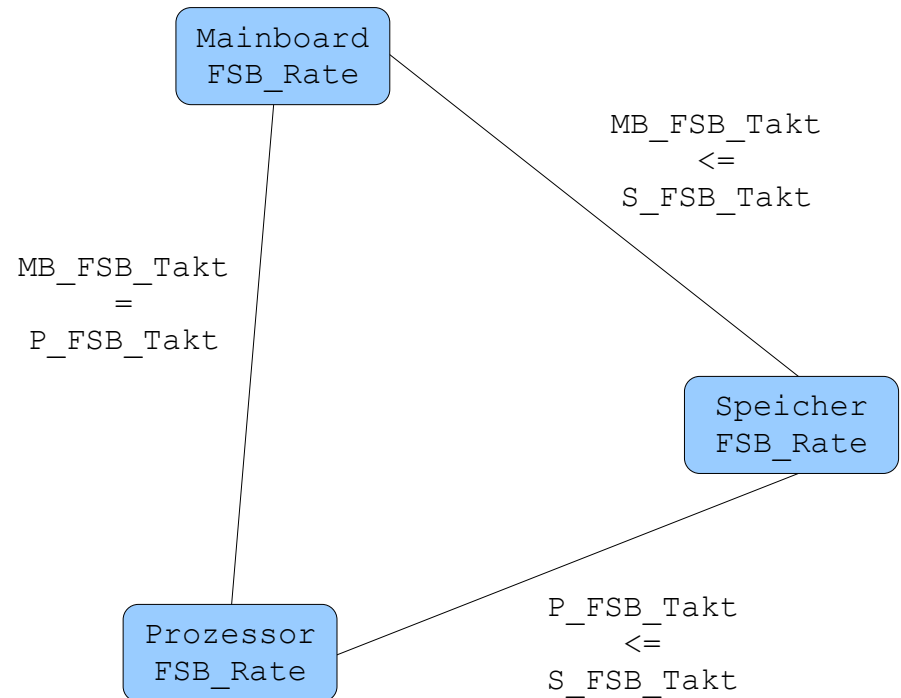 Mainboard
FSB_Rate
MB_FSB_Takt
<=
S_FSB_Takt
MB_FSB_Takt
=
P_FSB_Takt
Speicher
FSB_Rate
Prozessor
FSB_Rate
P_FSB_Takt
<=
S_FSB_Takt